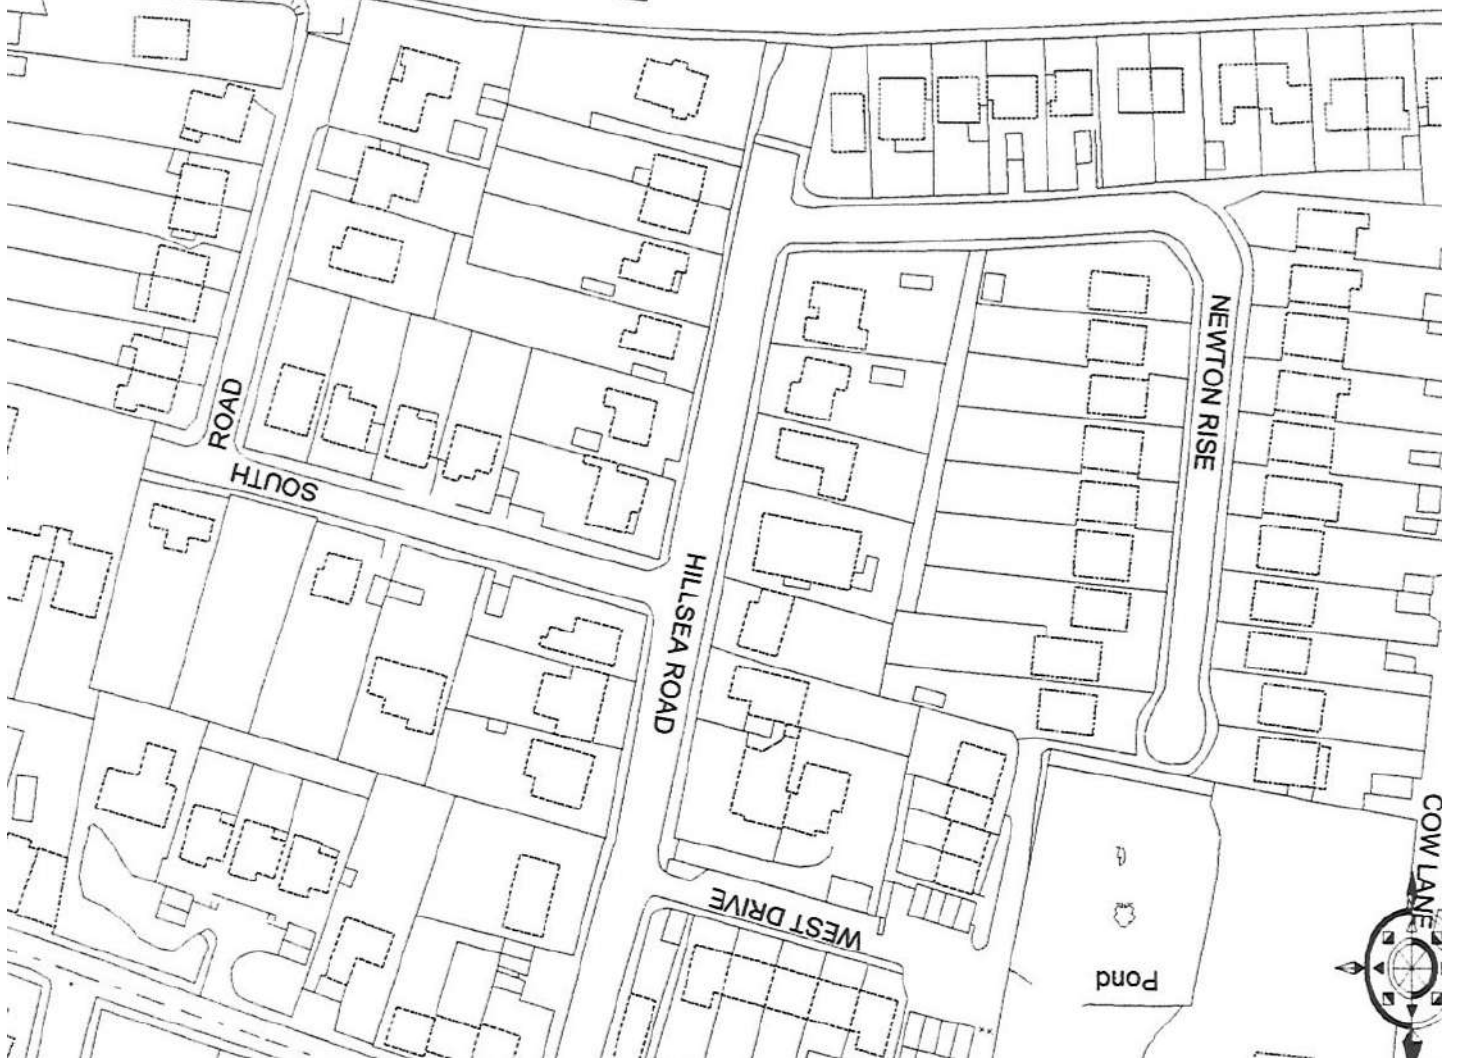 NEWTON RISE
ROAD
SOUTH
HILLSEA ROAD
COW LANE
WEST DRIVE
Pond